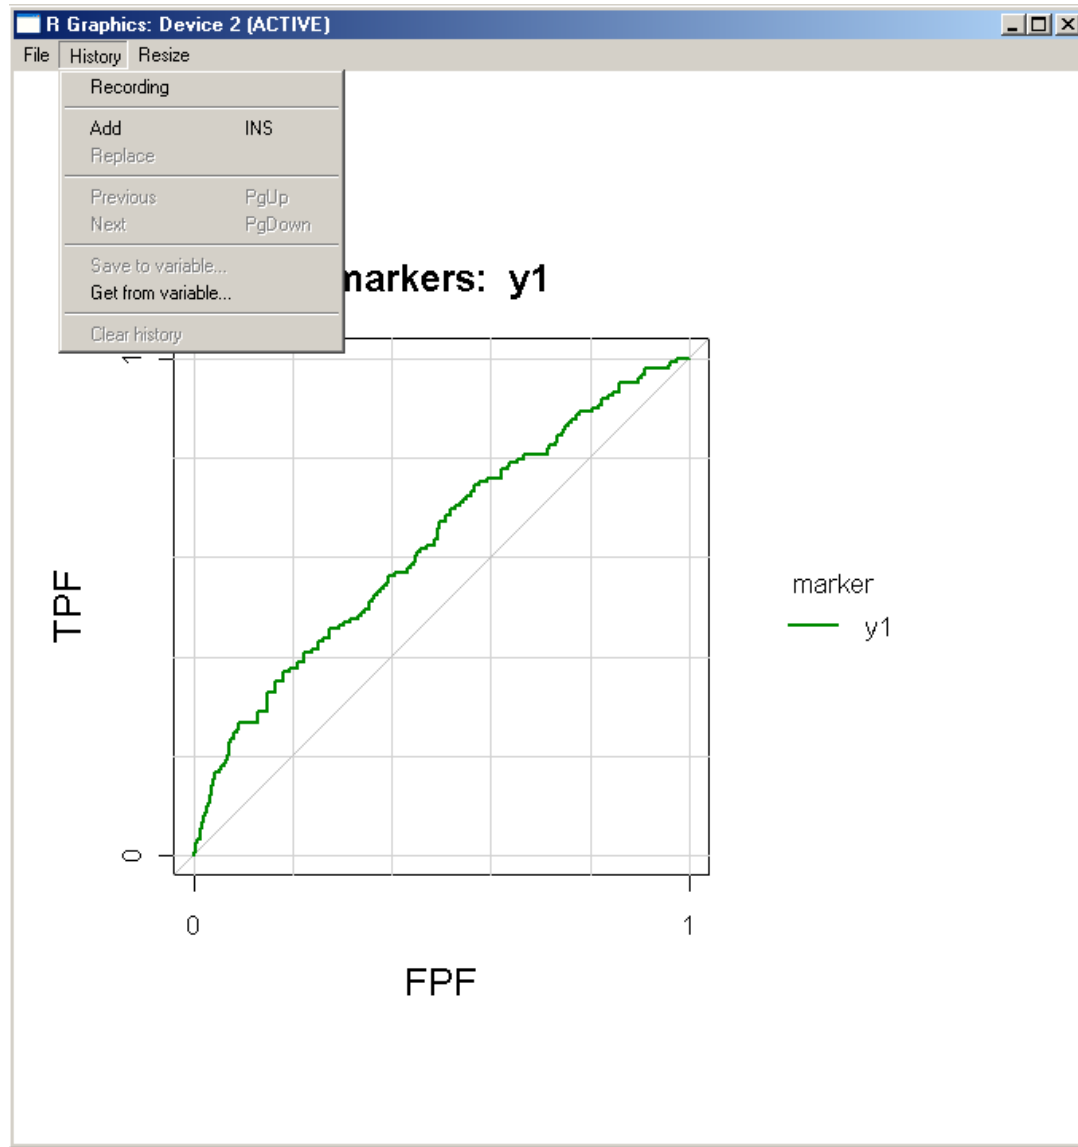 R Graphics: Device 2 (ACTIVE)
File History Resize
Recording
Add INS
Replace
Previous PgUp
Next PgDown
Save to variable...
Get from variable...
Clear history
markers: y1
1
TPF
0
0 1
FPF
marker
y1